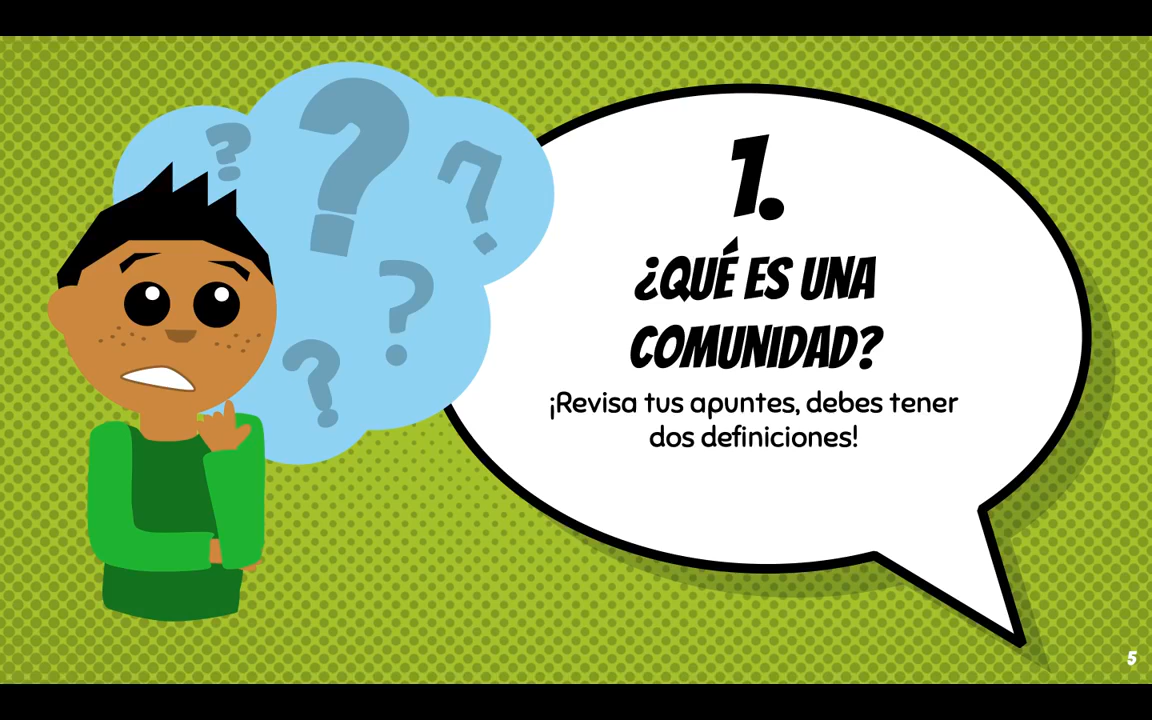 1.
¿QUÉ ES UNA
COMUNIDAD?
¡Revisa tus apuntes, debes tener
dos definiciones!
5